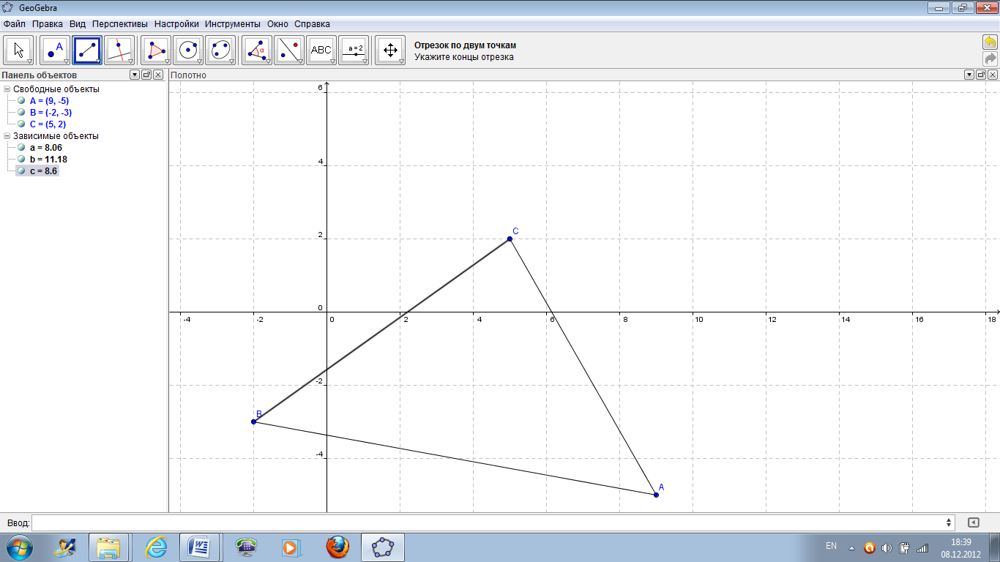 GeoGebra
Файл Правка Вид Перспективы Настройки Инструменты Окно Справка
A
α
ABC
a = 2
Отрезок по двум точкам
Укажите концы отрезка
Панель объектов
Полотно
Свободные объекты
A = (9, -5)
B = (-2, -3)
C = (5, 2)
Зависимые объекты
a = 8.06
b = 11.18
c = 8.6
6
4
2
0
-2
-4
-4 -2 0 2 4 6 8 10 12 14 16 18
C
B
A
Ввод:
W
EN
18:39
08.12.2012